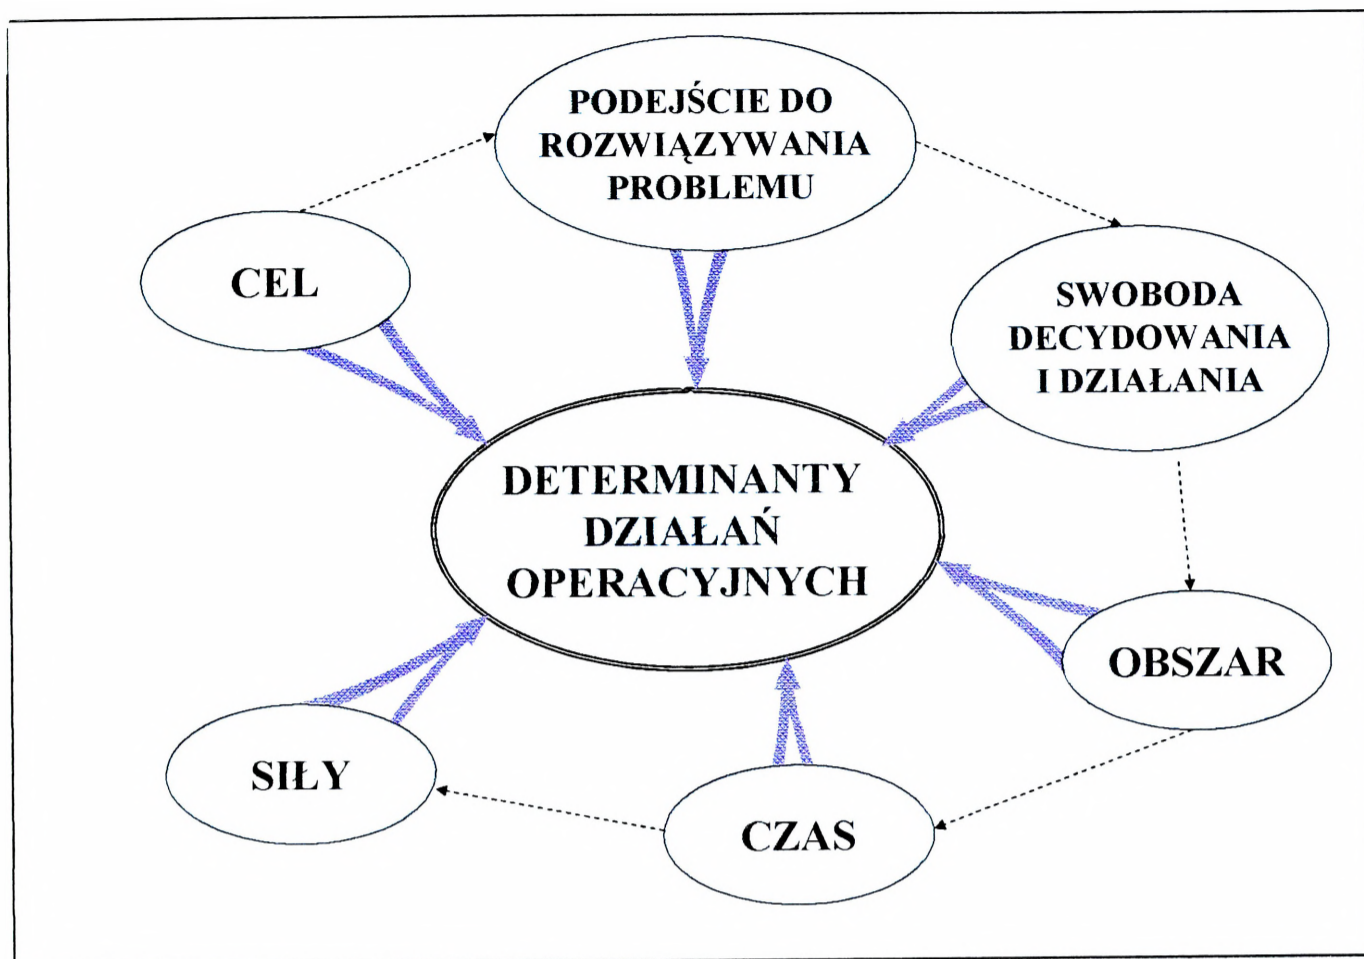 PODEJŚCIE DO
ROZWIĄZYWANIA
PROBLEMU
CEL
SWOBODA
DECYDOWANIA
I DZIAŁANIA
DETERMINANTY
DZIAŁAŃ
OPERACYJNYCH
OBSZAR
SIŁY
CZAS